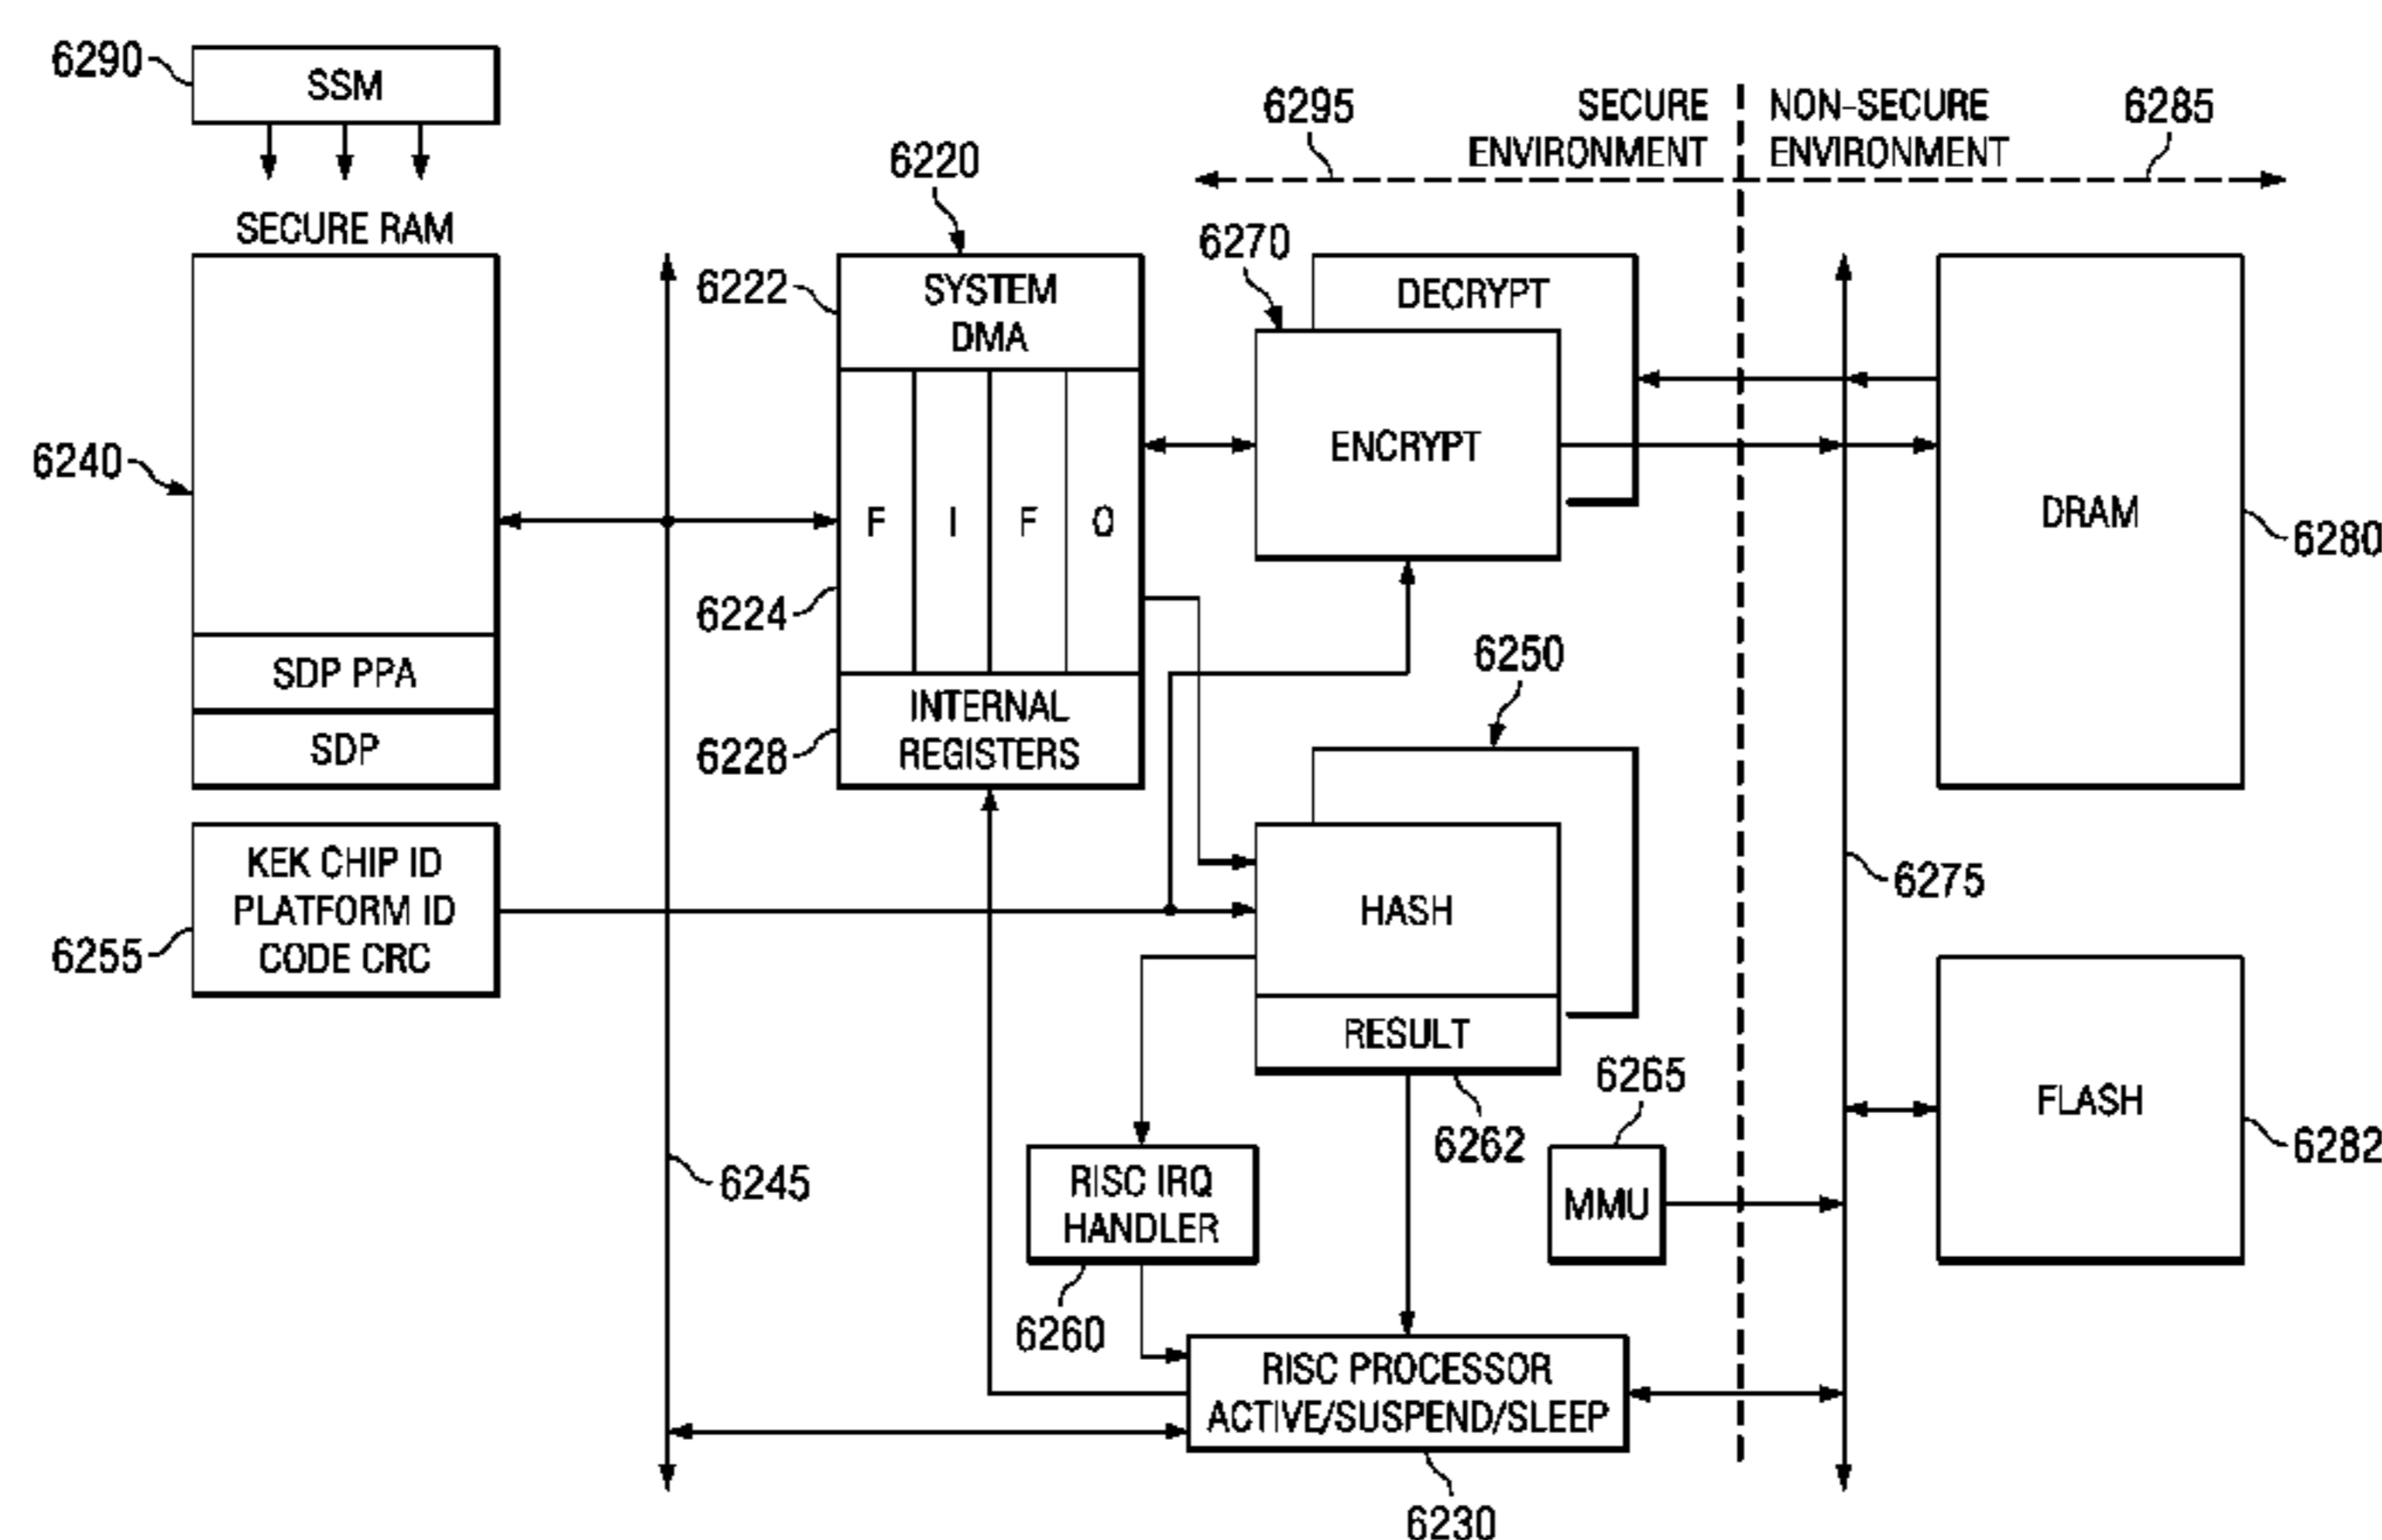 6290
SSM
6295
SECURE
ENVIRONMENT
NON-SECURE
ENVIRONMENT
6285
6220
SECURE RAM
6270
6222
SYSTEM
DMA
DECRYPT
ENCRYPT
6240
F I F O
DRAM
6280
6224
SDP PPA
SDP
6228
INTERNAL
REGISTERS
6250
KEK CHIP ID
PLATFORM ID
CODE CRC
6255
HASH
RESULT
6275
6265
6262
FLASH
6282
6245
RISC IRQ
HANDLER
MMU
6260
RISC PROCESSOR
ACTIVE/SUSPEND/SLEEP
6230